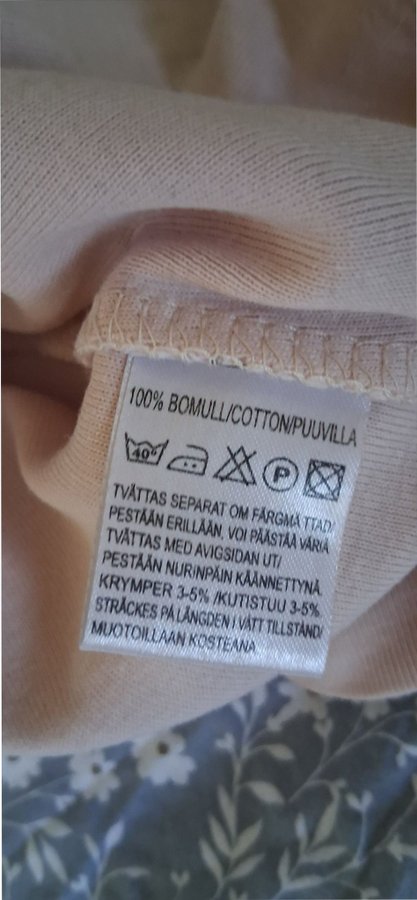 100% BOMULL/COTTON/PUUVILLA
40° P
TVÄTTAS SEPARAT OM FÄRGMÄTTAD/
PESTÄÄN ERILLÄÄN, VOI PÄÄSTÄÄ VÄRIÄ
TVÄTTAS MED AVIGSIDAN UT/
PESTÄÄN NURINPÄIN KÄÄNNETTYNÄ.
KRYMPER 3-5% /KUTISTUU 3-5%.
STRÄCKES PÅ LÄNGDEN I VÅTT TILLSTÅND/
MUOTOILLAAN KOSTEANA